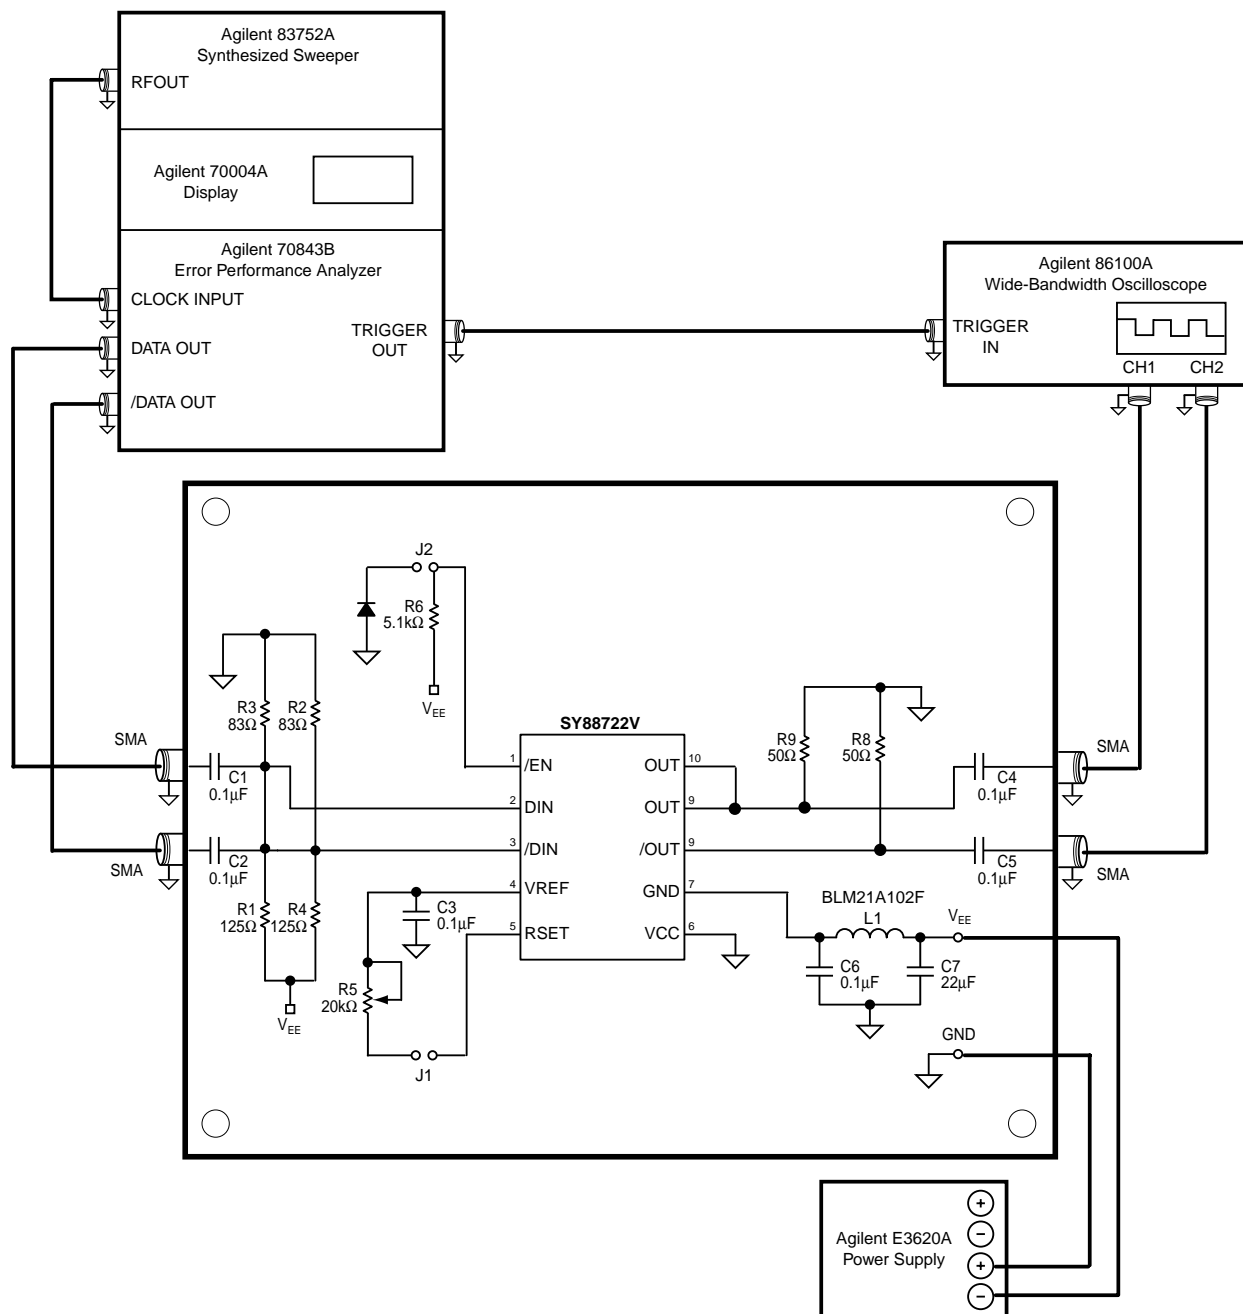 Agilent 83752A
Synthesized Sweeper
RFOUT
Agilent 70004A
Display
Agilent 70843B
Error Performance Analyzer
CLOCK INPUT
DATA OUT
/DATA OUT
TRIGGER
OUT
Agilent 86100A
Wide-Bandwidth Oscilloscope
TRIGGER
IN
CH1
CH2
J2
R6
5.1kΩ
VEE
R3
83Ω
R2
83Ω
SMA
C1
0.1µF
SMA
C2
0.1µF
R1
125Ω
R4
125Ω
VEE
C3
0.1µF
R5
20kΩ
J1
SY88722V
1
/EN
2
DIN
3
/DIN
4
VREF
5
RSET
OUT
10
OUT
9
/OUT
9
GND
7
VCC
6
R9
50Ω
R8
50Ω
C4
0.1µF
SMA
C5
0.1µF
SMA
BLM21A102F
L1
VEE
C6
0.1µF
C7
22µF
GND
Agilent E3620A
Power Supply
+
−
+
−